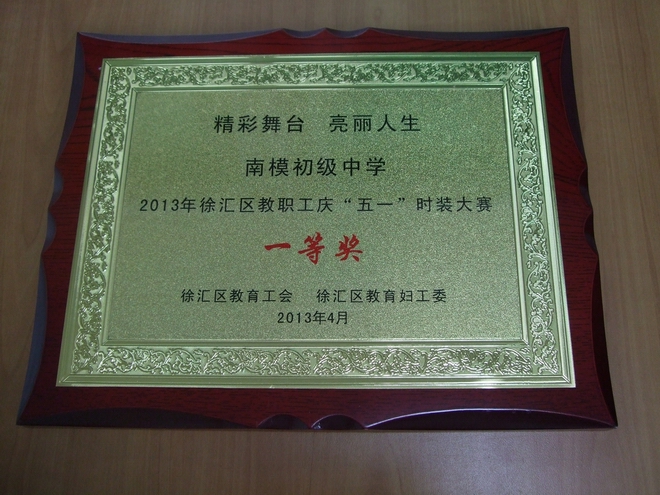 精彩舞台 亮丽人生
南模初级中学
2013年徐汇区教职工庆“五一”时装大赛
一等奖
徐汇区教育工会 徐汇区教育妇工委
2013年4月